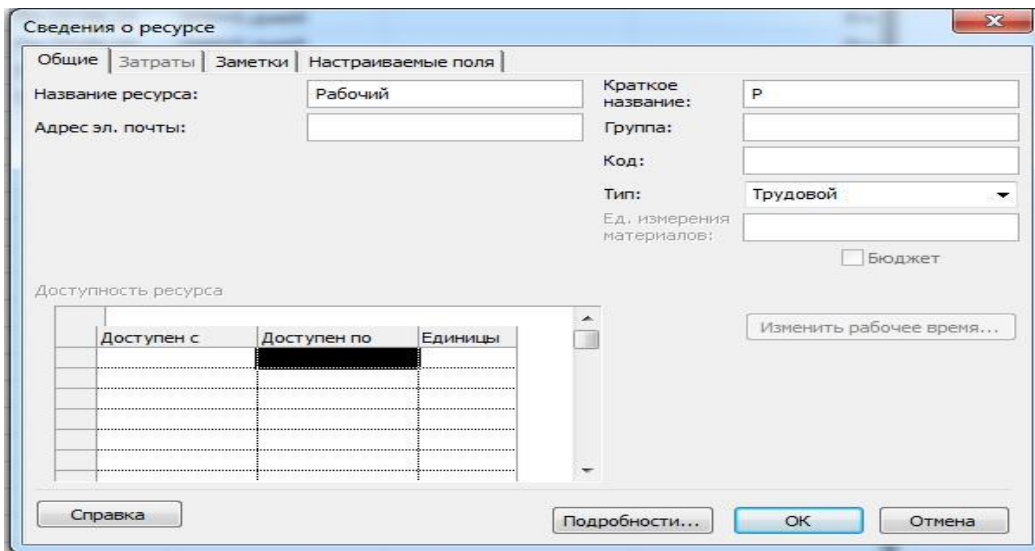 Сведения о ресурсе
Общие Затраты Заметки Настраиваемые поля
Название ресурса: Рабочий
Краткое название: Р
Адрес эл. почты:
Группа:
Код:
Тип: Трудовой
Ед. измерения
материалов:
Бюджет
Доступность ресурса
Изменить рабочее время...
Доступен с Доступен по Единицы
Справка Подробности... ОК Отмена